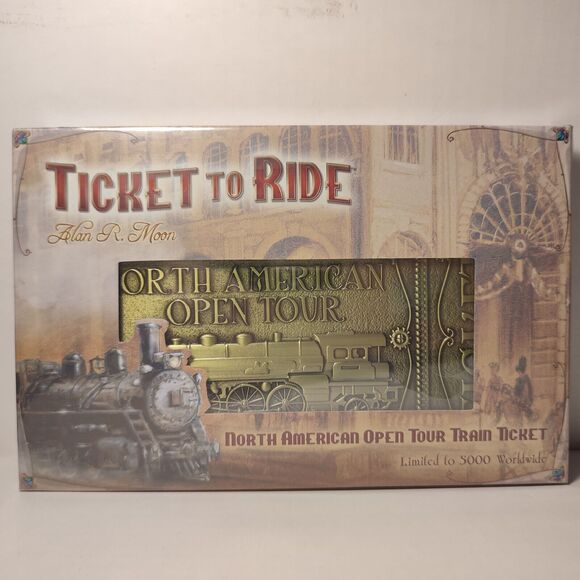 TICKET TO RIDE
Alan R. Moon
ORTH AMERICAN
OPEN TOUR
NORTH AMERICAN OPEN TOUR TRAIN TICKET
Limited to 5000 Worldwide